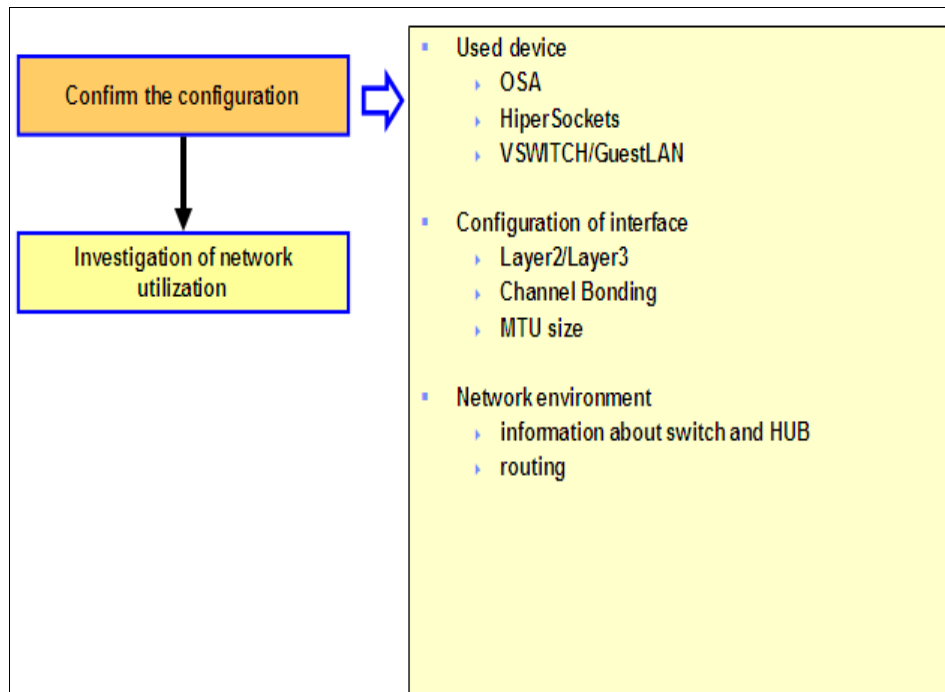 Confirm the configuration
Investigation of network
utilization
Used device
OSA
HiperSockets
VSWITCH/GuestLAN
Configuration of interface
Layer2/Layer3
Channel Bonding
MTU size
Network environment
information about switch and HUB
routing